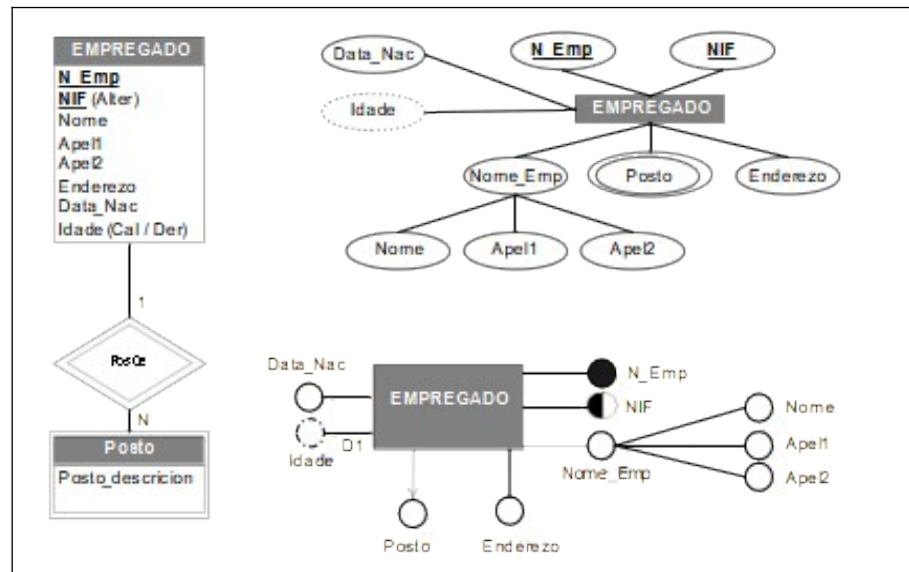 EMPREGADO
N_Emp
NIF (Alter)
Nome
Apel1
Apel2
Enderezo
Data_Nac
Idade (Cal / Der)
1
N
Posto
Posto_descricion
Data_Nac
N_Emp
NIF
Idade
EMPREGADO
Nome_Emp
Posto
Enderezo
Nome
Apel1
Apel2
Data_Nac
EMPREGADO
N_Emp
NIF
Idade
D1
Nome_Emp
Nome
Apel1
Apel2
Posto
Enderezo